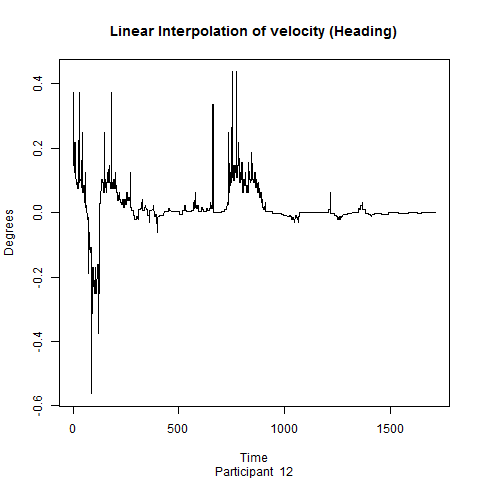 Linear Interpolation of velocity (Heading)
Degrees
0.4
0.2
0.0
-0.2
-0.4
-0.6
0 500 1000 1500
Time
Participant 12